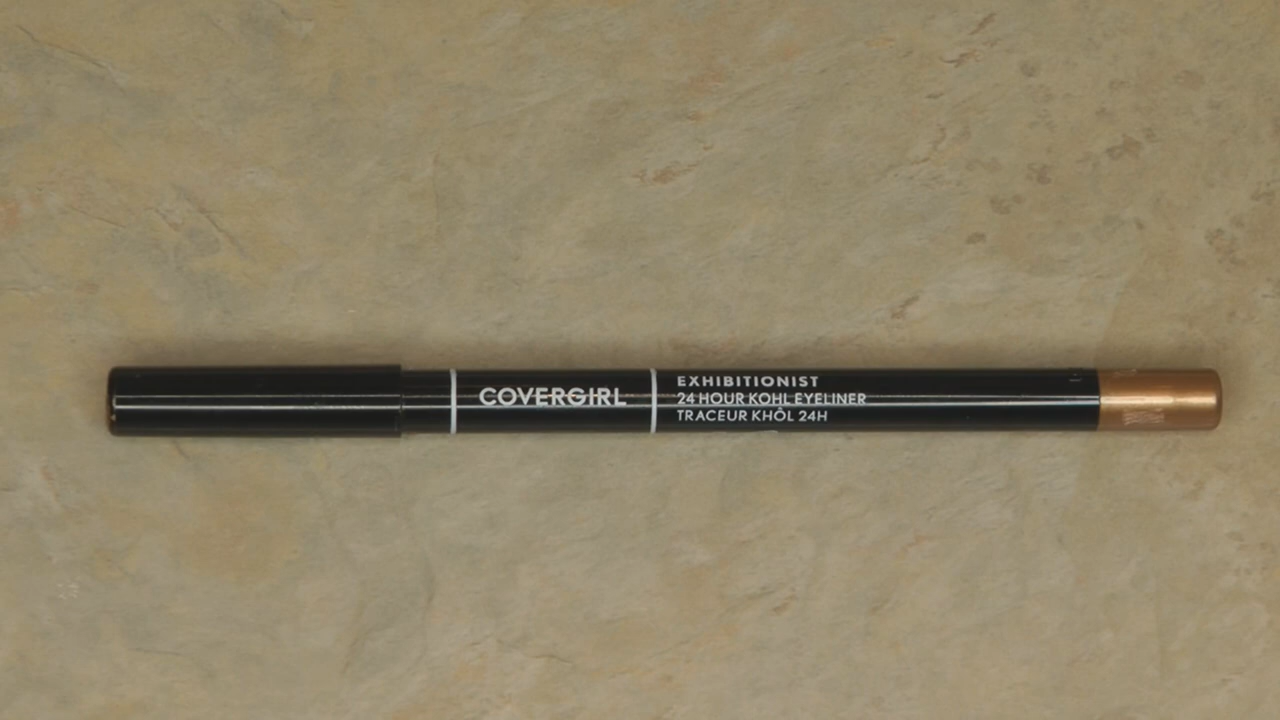 COVERGIRL
EXHIBITIONIST
24 HOUR KOHL EYELINER
TRACEUR KHÔL 24H